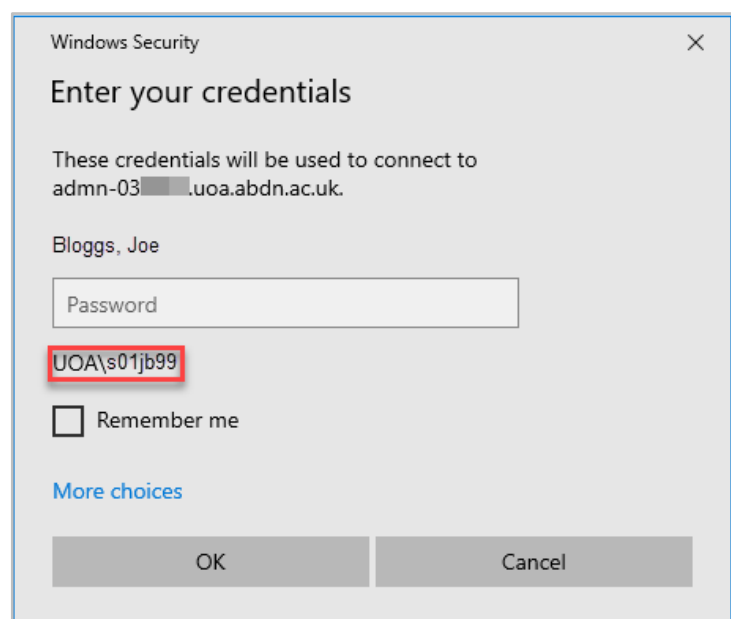 Windows Security
Enter your credentials
These credentials will be used to connect to
admn-03 .uoa.abdn.ac.uk.
Bloggs, Joe
Password
UOA\s01jb99
Remember me
More choices
OK Cancel